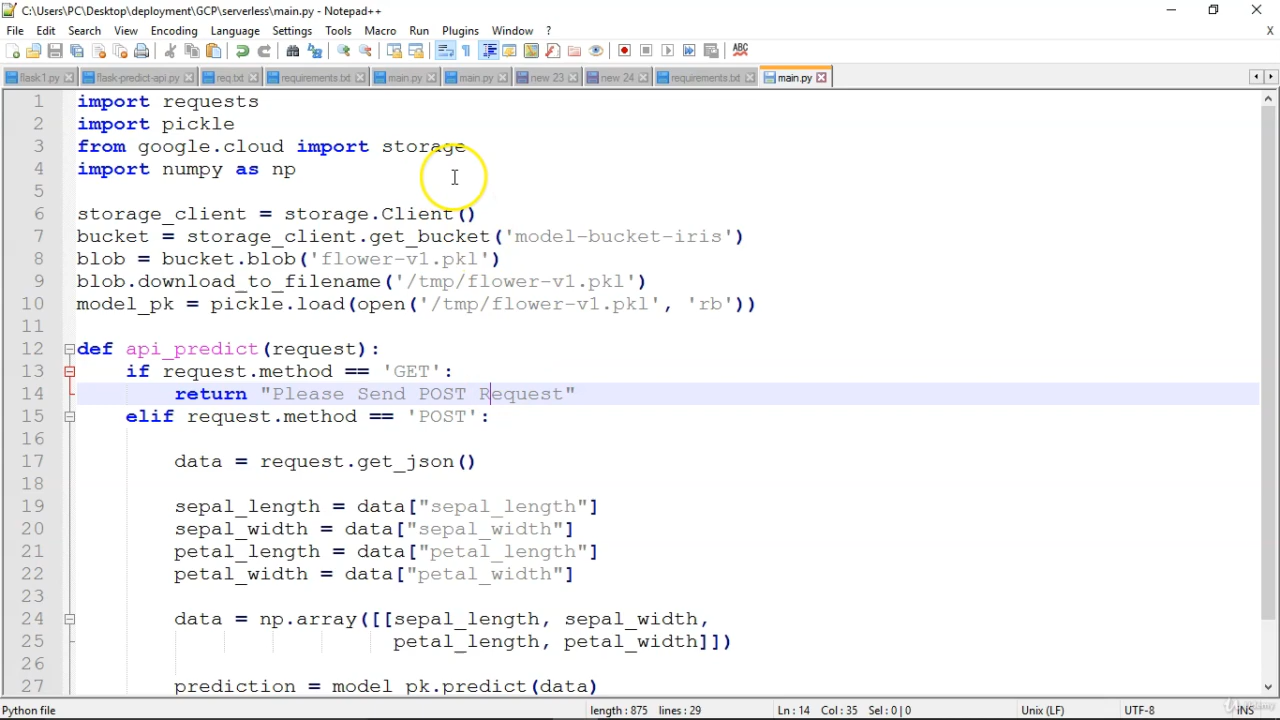 C:\Users\PC\Desktop\deployment\GCP\serverless\main.py - Notepad++
File Edit Search View Encoding Language Settings Tools Macro Run Plugins Window ? X
flask1.py flask-predict-api.py req.txt requirements.txt main.py main.py new 23 new 24 requirements.txt main.py
1 import requests
2 import pickle
3 from google.cloud import storage
4 import numpy as np
5
6 storage_client = storage.Client()
7 bucket = storage_client.get_bucket('model-bucket-iris')
8 blob = bucket.blob('flower-v1.pkl')
9 blob.download_to_filename('/tmp/flower-v1.pkl')
10 model_pk = pickle.load(open('/tmp/flower-v1.pkl', 'rb'))
11
12 def api_predict(request):
13 if request.method == 'GET':
14 return "Please Send POST Request"
15 elif request.method == 'POST':
16
17 data = request.get_json()
18
19 sepal_length = data["sepal_length"]
20 sepal_width = data["sepal_width"]
21 petal_length = data["petal_length"]
22 petal_width = data["petal_width"]
23
24 data = np.array([[sepal_length, sepal_width,
25 petal_length, petal_width]])
26
27 prediction = model_pk.predict(data)
Python file length : 875 lines : 29 Ln : 14 Col : 35 Sel : 0 | 0 Unix (LF) UTF-8 INS